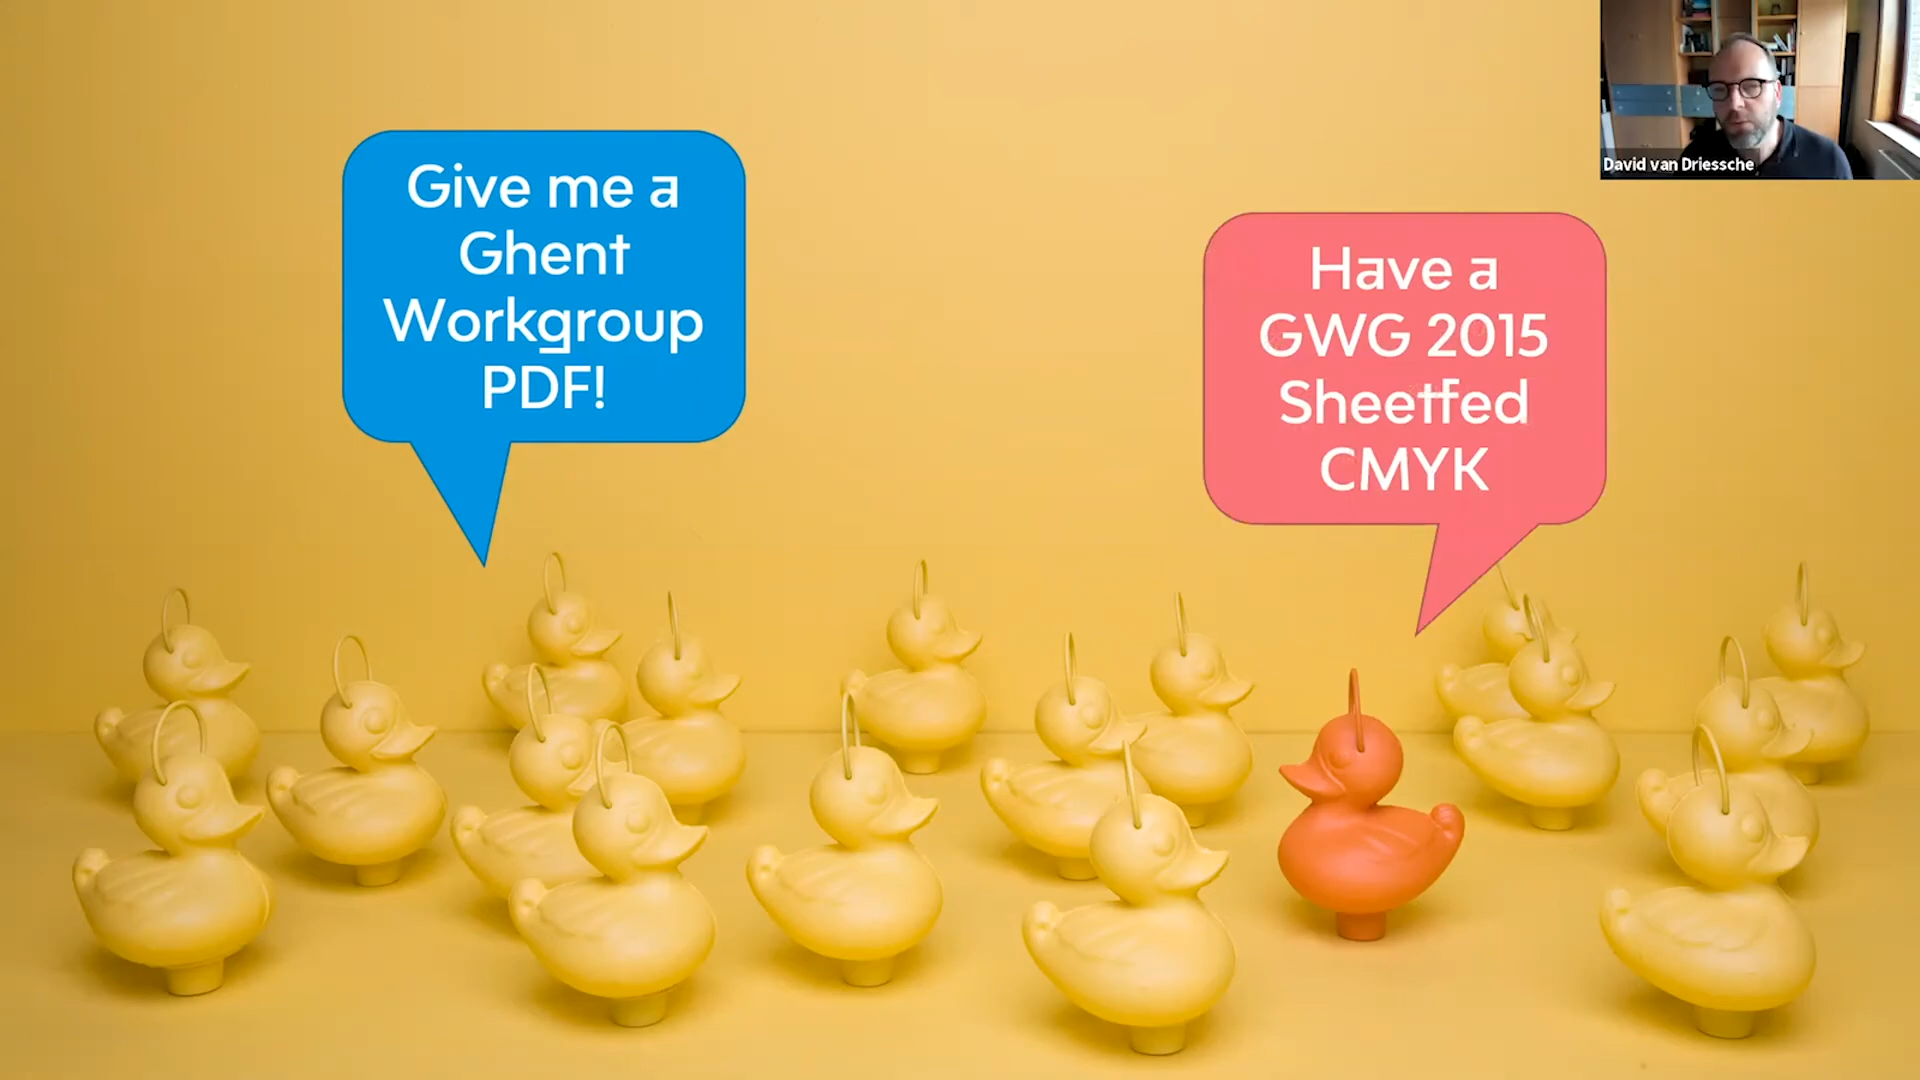 Give me a
Ghent
Workgroup
PDF!
Have a
GWG 2015
Sheetfed
CMYK
David van Driessche